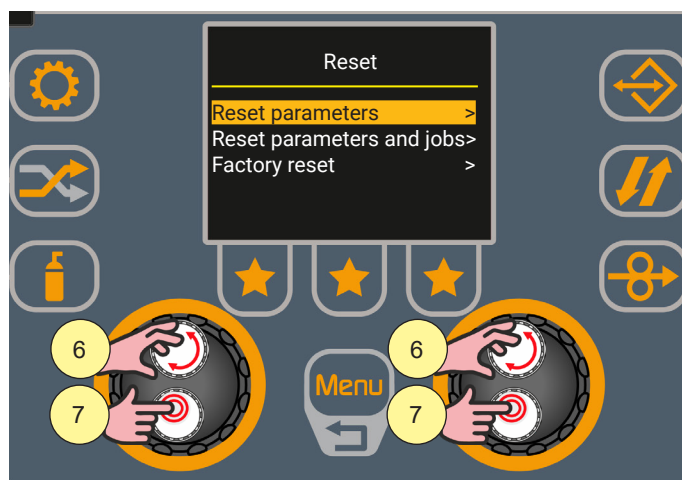 Reset
Reset parameters >
Reset parameters and jobs>
Factory reset >
6
6
Menu
7
7